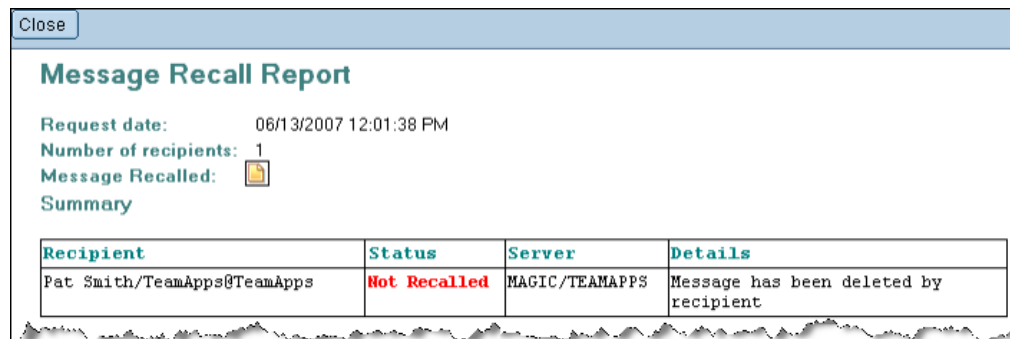 Close
Message Recall Report
Request date: 06/13/2007 12:01:38 PM
Number of recipients: 1
Message Recalled:
Summary
Recipient Status Server Details
Pat Smith/TeamApps@TeamApps Not Recalled MAGIC/TEAMAPPS Message has been deleted by
recipient